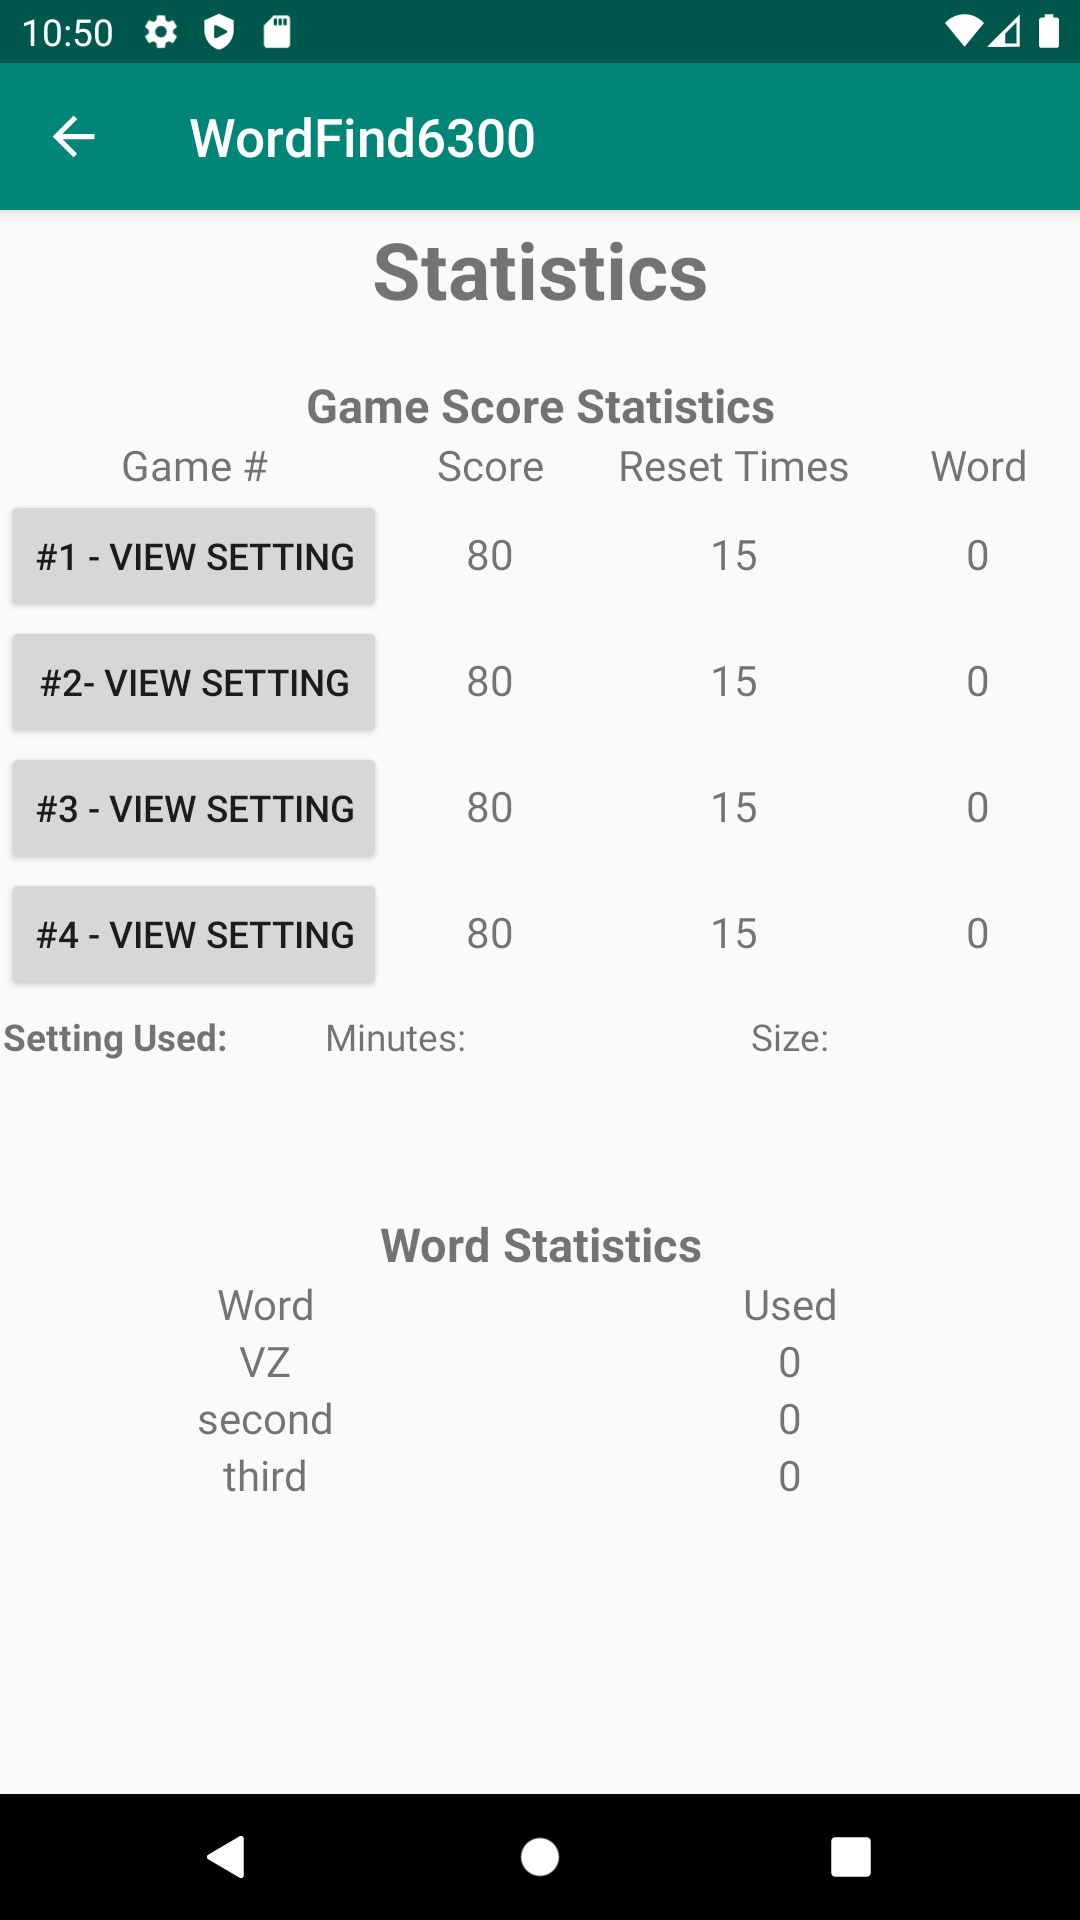 10:50
WordFind6300
Statistics
Game Score Statistics
Game # Score Reset Times Word
#1 - VIEW SETTING 80 15 0
#2- VIEW SETTING 80 15 0
#3 - VIEW SETTING 80 15 0
#4 - VIEW SETTING 80 15 0
Setting Used: Minutes: Size:
Word Statistics
Word Used
VZ 0
second 0
third 0